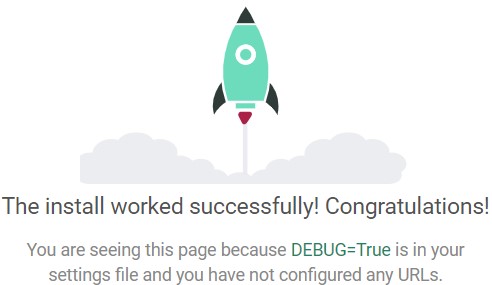 The install worked successfully! Congratulations!
You are seeing this page because DEBUG=True is in your
settings file and you have not configured any URLs.